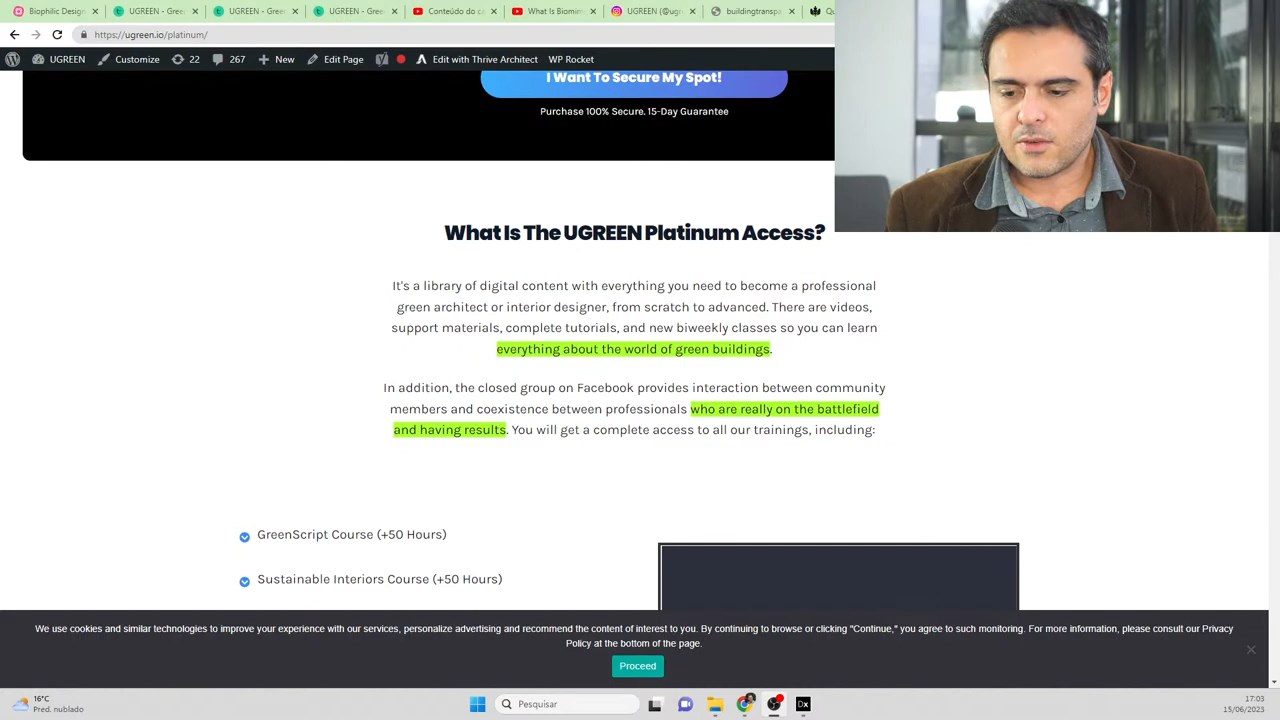 Biophilic Desig
UGREEN - Gree
UGREEN - Gree
UGREEN - Gree
Conteúdo do ca
What Is Biomim
UGREEN (@ugr
buildingtransp
Qu
https://ugreen.io/platinum/
UGREEN
Customize
22
267
New
Edit Page
Edit with Thrive Architect
WP Rocket
I Want To Secure My Spot!
Purchase 100% Secure. 15-Day Guarantee
What Is The UGREEN Platinum Access?
It's a library of digital content with everything you need to become a professional
green architect or interior designer, from scratch to advanced. There are videos,
support materials, complete tutorials, and new biweekly classes so you can learn
everything about the world of green buildings.
In addition, the closed group on Facebook provides interaction between community
members and coexistence between professionals who are really on the battlefield
and having results. You will get a complete access to all our trainings, including:
GreenScript Course (+50 Hours)
Sustainable Interiors Course (+50 Hours)
We use cookies and similar technologies to improve your experience with our services, personalize advertising and recommend the content of interest to you. By continuing to browse or clicking "Continue," you agree to such monitoring. For more information, please consult our Privacy
Policy at the bottom of the page.
Proceed
16°C
Pred. nublado
Pesquisar
Dx
17:03
15/06/2023